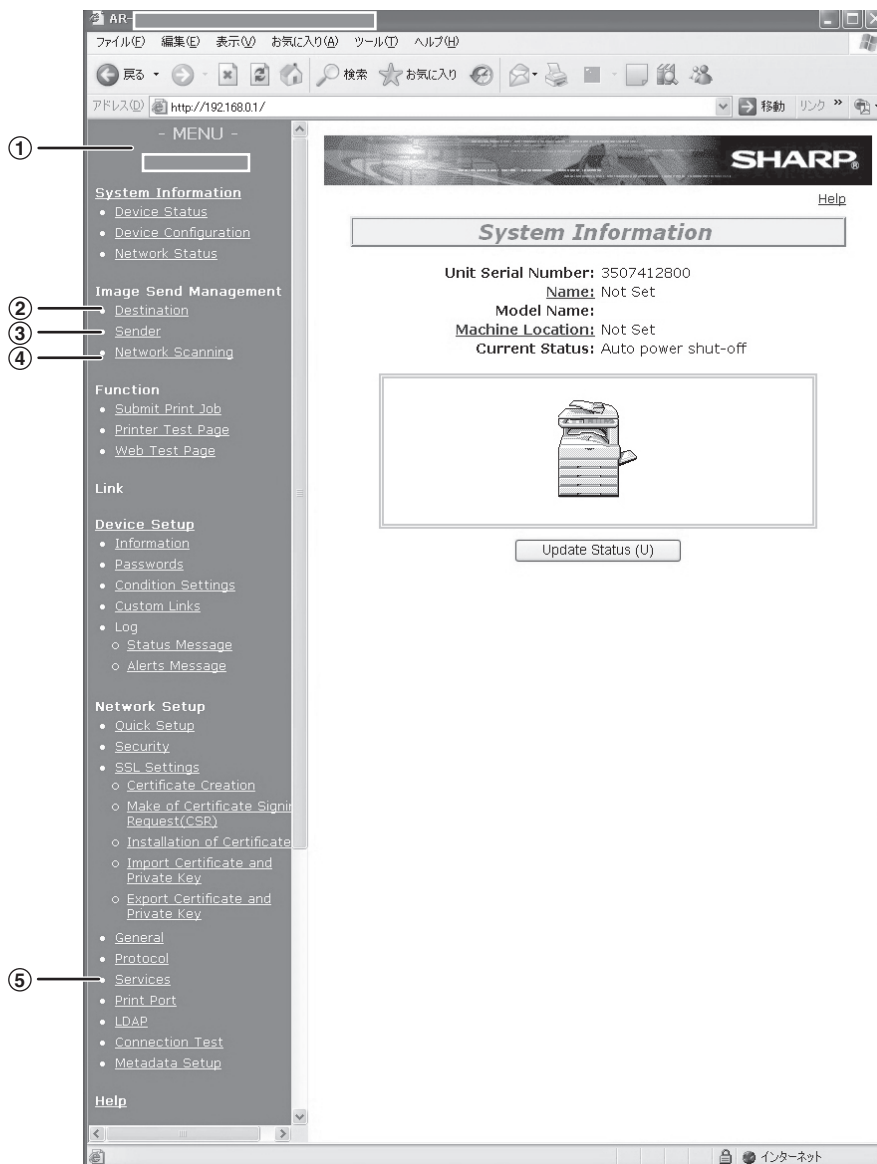 AR-
ファイル(F) 編集(E) 表示(V) お気に入り(A) ツール(T) ヘルプ(H)
戻る 検索 お気に入り
アドレス(D) http://192.168.0.1/ 移動 リンク »
- MENU -
①
System Information
• Device Status
• Device Configuration
• Network Status
Image Send Management
② • Destination
③ • Sender
④ • Network Scanning
Function
• Submit Print Job
• Printer Test Page
• Web Test Page
Link
Device Setup
• Information
• Passwords
• Condition Settings
• Custom Links
• Log
○ Status Message
○ Alerts Message
Network Setup
• Quick Setup
• Security
• SSL Settings
○ Certificate Creation
○ Make of Certificate Signin
Request(CSR)
○ Installation of Certificate
○ Import Certificate and
Private Key
○ Export Certificate and
Private Key
• General
• Protocol
⑤ • Services
• Print Port
• LDAP
• Connection Test
• Metadata Setup
Help
SHARP®
Help
System Information
Unit Serial Number: 3507412800
Name: Not Set
Model Name:
Machine Location: Not Set
Current Status: Auto power shut-off
Update Status (U)
インターネット